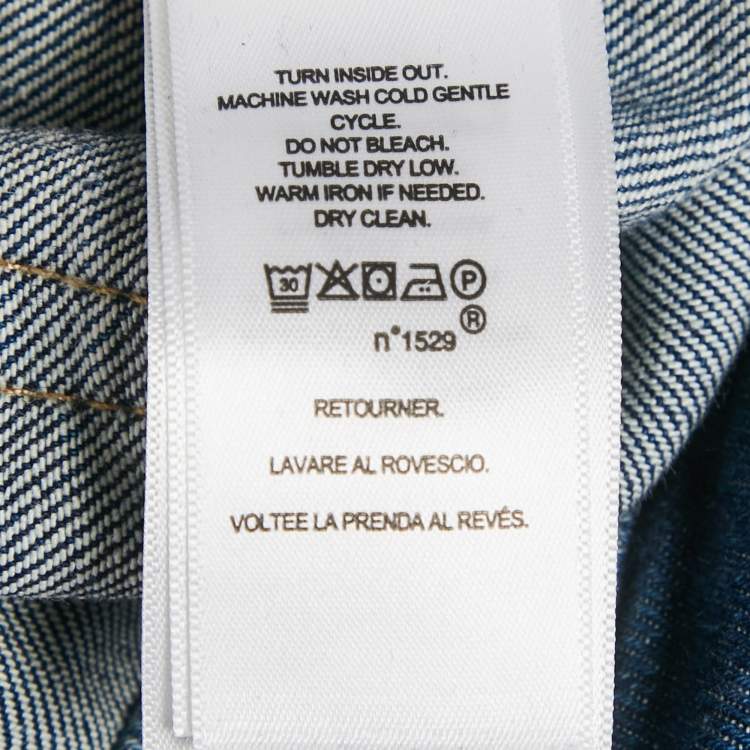 TURN INSIDE OUT.
MACHINE WASH COLD GENTLE
CYCLE.
DO NOT BLEACH.
TUMBLE DRY LOW.
WARM IRON IF NEEDED.
DRY CLEAN.
30 P
n°1529 ®
RETOURNER.
LAVARE AL ROVESCIO.
VOLTEE LA PRENDA AL REVÉS.